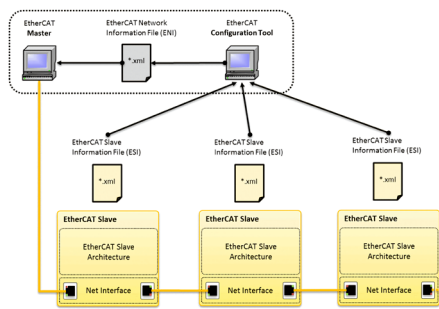 EtherCAT
Master
EtherCAT Network
Information File (ENI)
EtherCAT
Configuration Tool
*.xml
EtherCAT Slave
Information File (ESI)
EtherCAT Slave
Information File (ESI)
EtherCAT Slave
Information File (ESI)
*.xml
*.xml
*.xml
EtherCAT Slave
EtherCAT Slave
EtherCAT Slave
EtherCAT Slave
Architecture
EtherCAT Slave
Architecture
EtherCAT Slave
Architecture
Net Interface
Net Interface
Net Interface